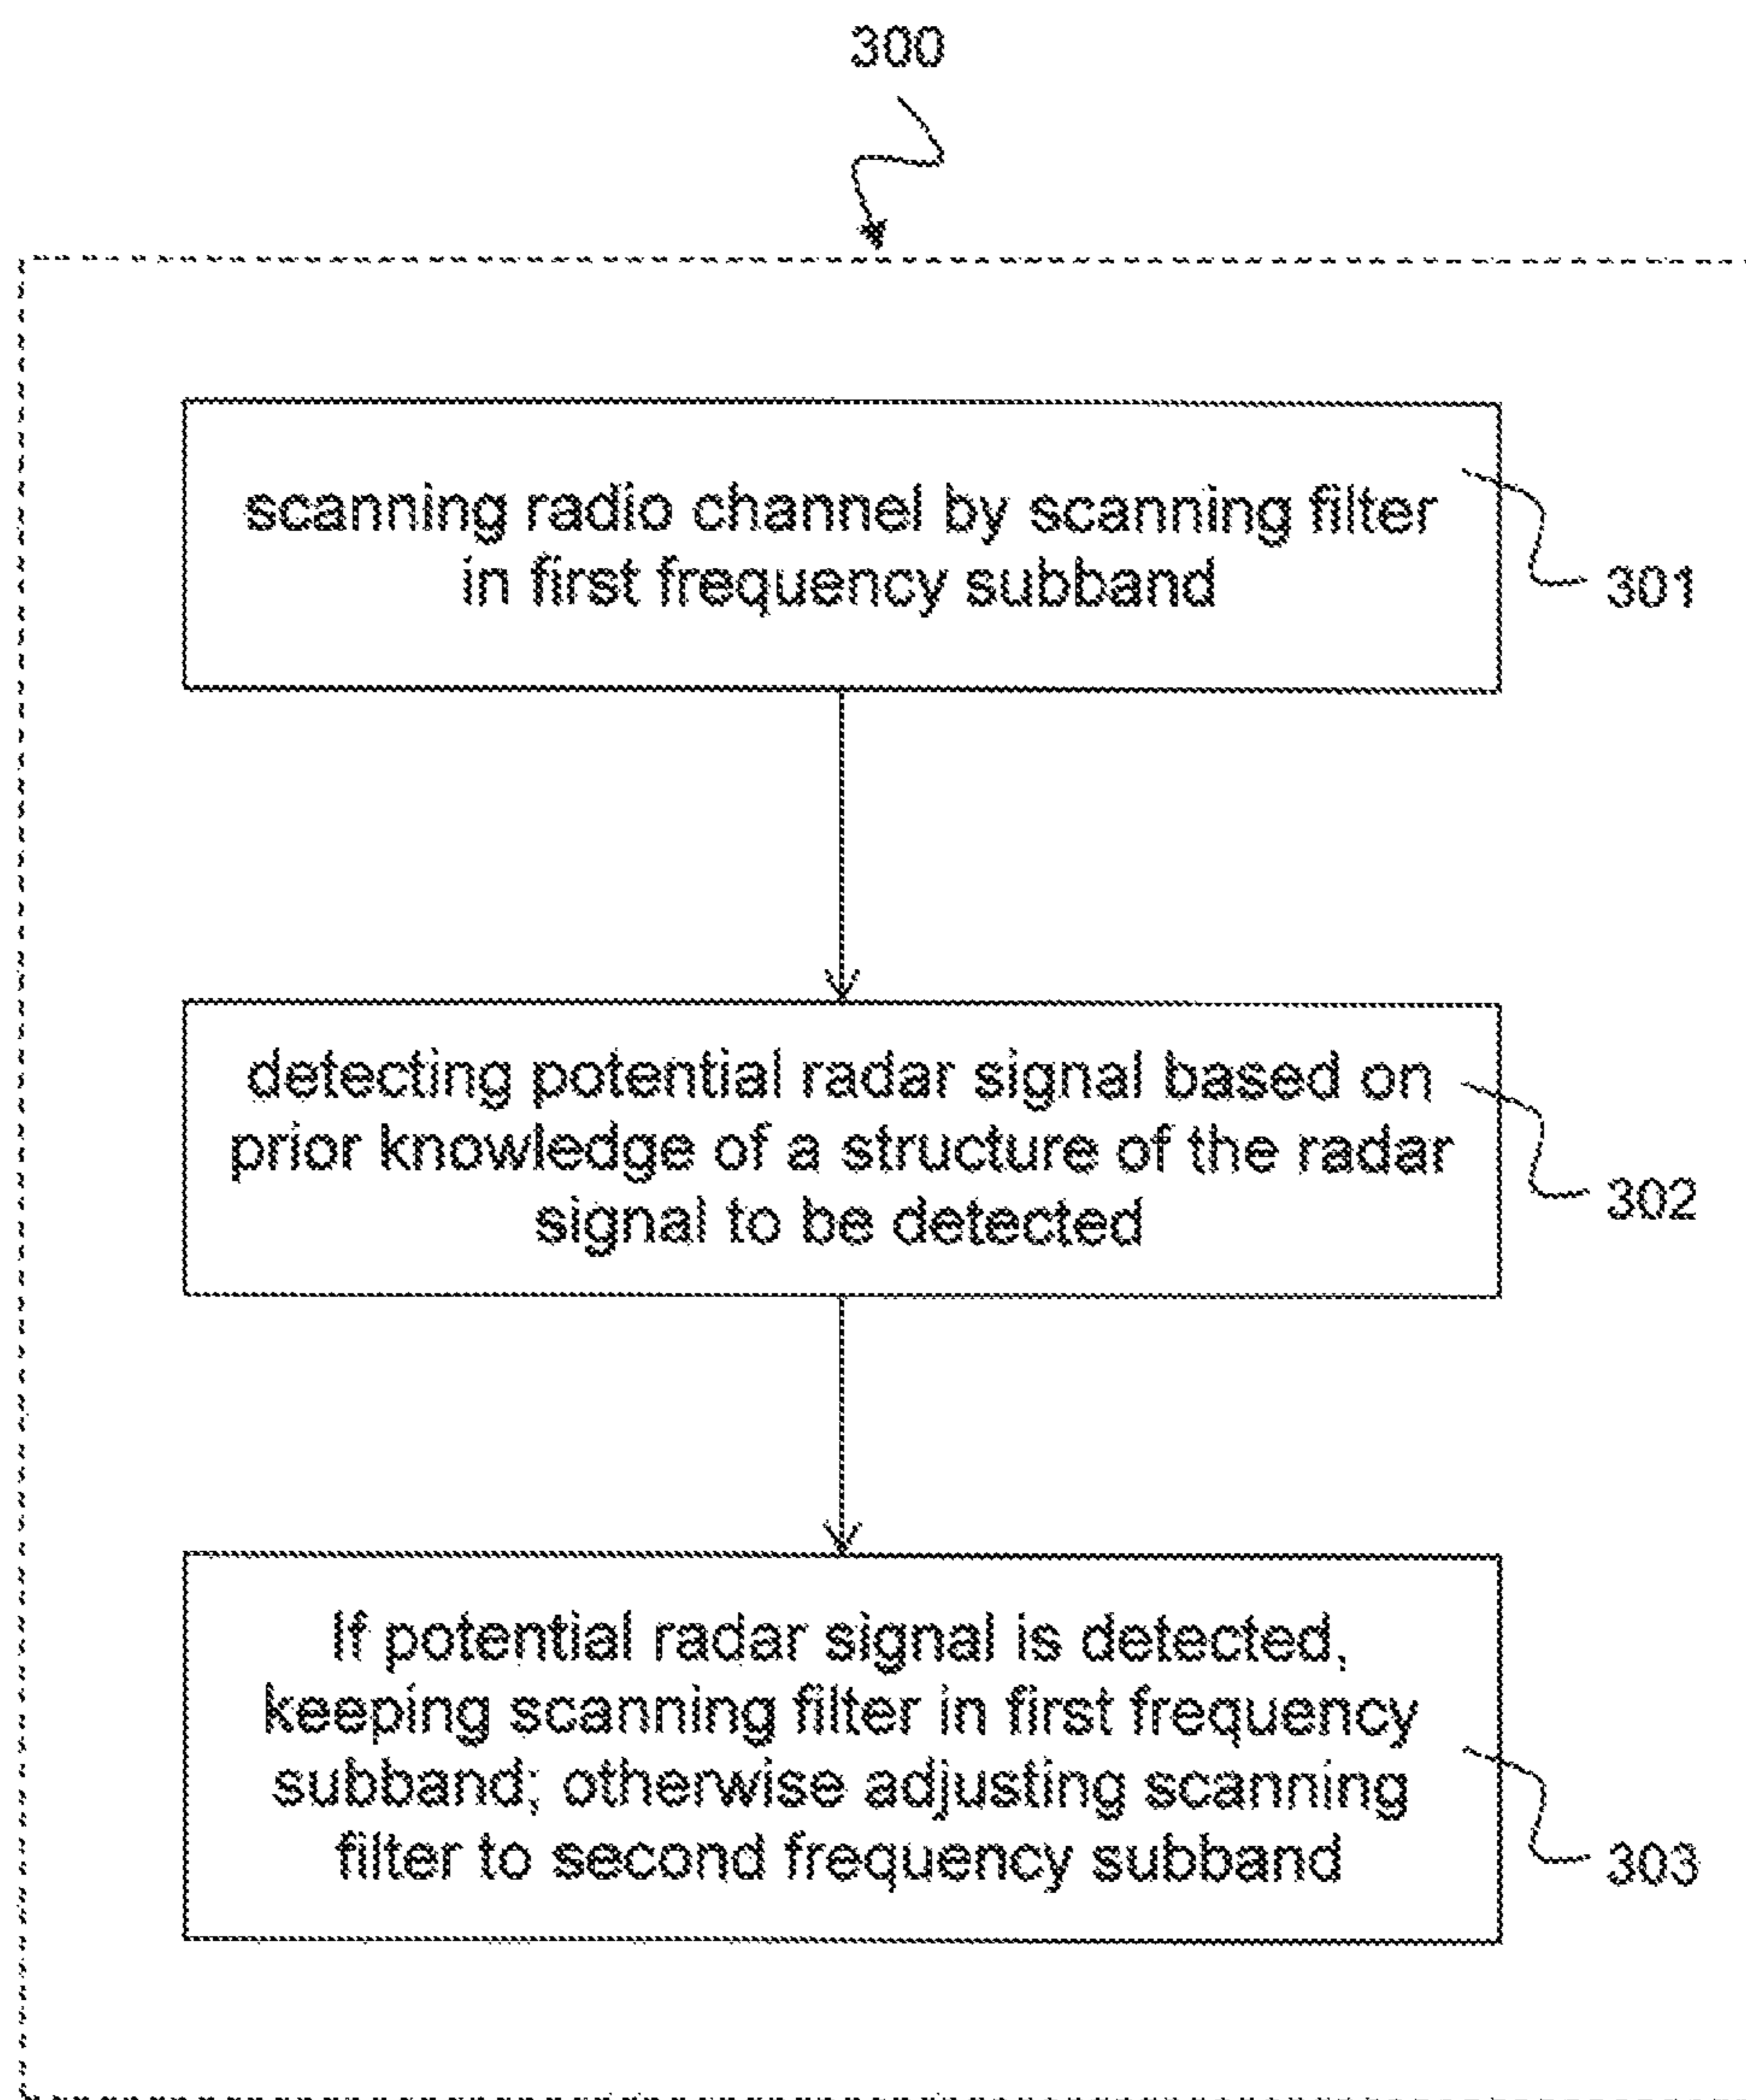 300
scanning radio channel by scanning filter
in first frequency subband
301
detecting potential radar signal based on
prior knowledge of a structure of the radar
signal to be detected
302
If potential radar signal is detected,
keeping scanning filter in first frequency
subband; otherwise adjusting scanning
filter to second frequency subband
303